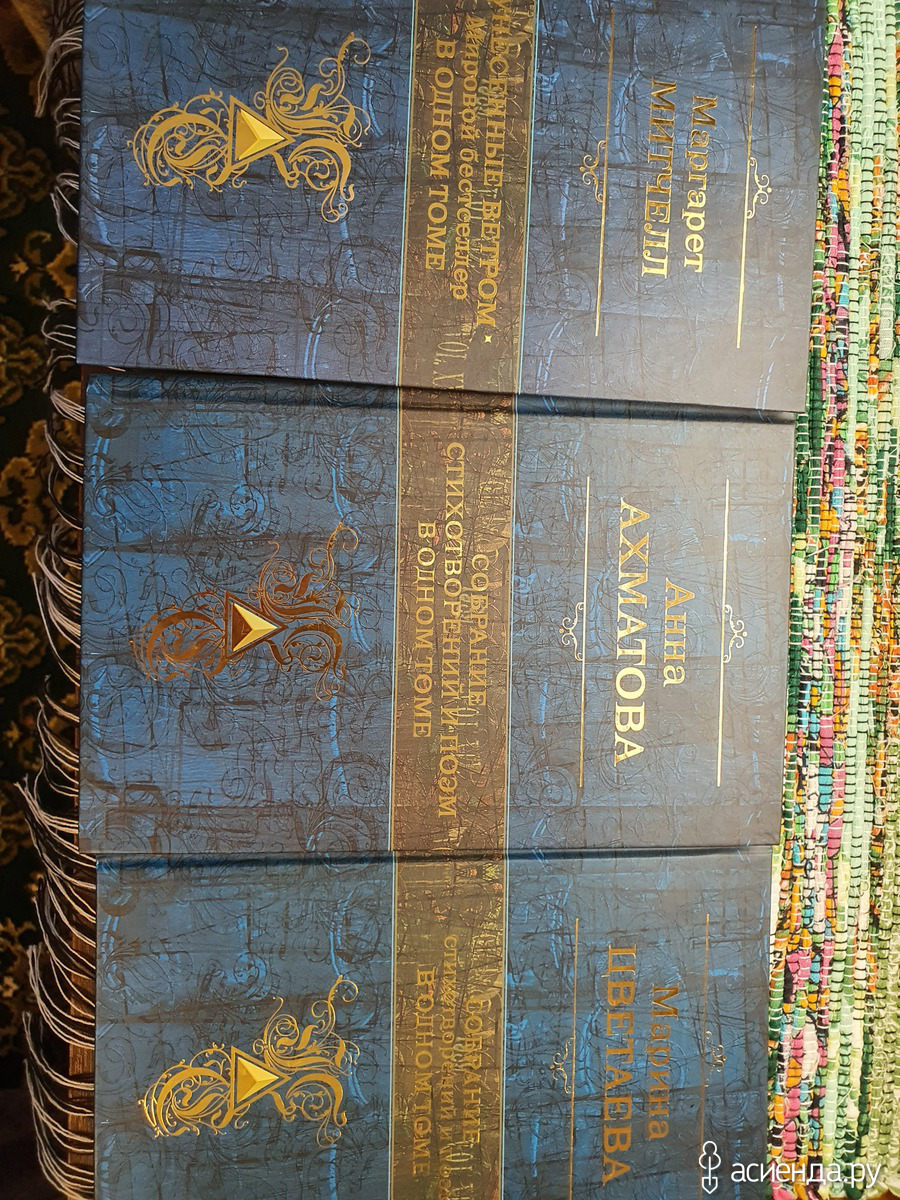 Маргарет
МИТЧЕЛЛ
УНЕСЕННЫЕ ВЕТРОМ •
Мировой бестселлер
В ОДНОМ ТОМЕ
Анна
АХМАТОВА
СОБРАНИЕ
СТИХОТВОРЕНИЙ И ПОЭМ
В ОДНОМ ТОМЕ
Марина
ЦВЕТАЕВА
СОБРАНИЕ
СТИХОТВОРЕНИЙ И
В ОДНОМ ТОМЕ
асиенда.ру